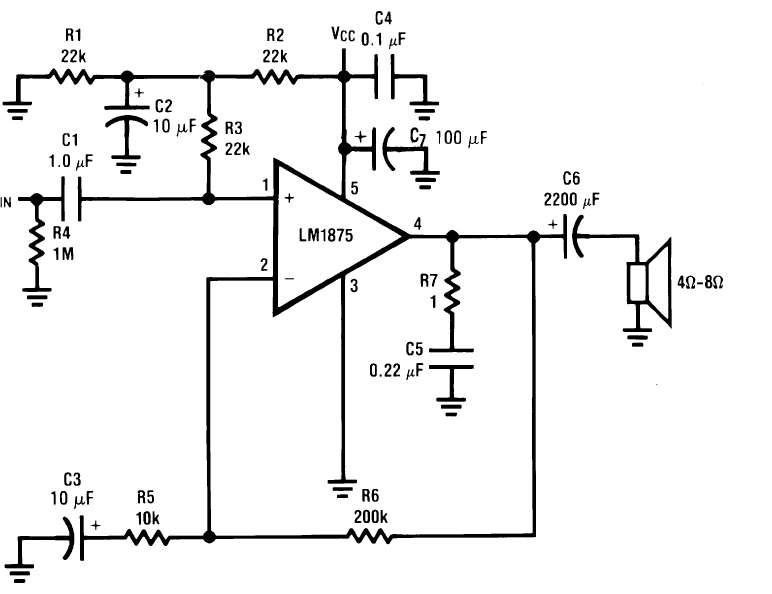 R1
22k
R2
22k
VCC
C4
0.1 μF
+
C2
10 μF
R3
22k
+
C7 100 μF
C1
1.0 μF
IN
R4
1M
1
+
5
LM1875
4
2
−
3
R7
1
C5
0.22 μF
C6
2200 μF
+
4Ω-8Ω
C3
10 μF
+
R5
10k
R6
200k